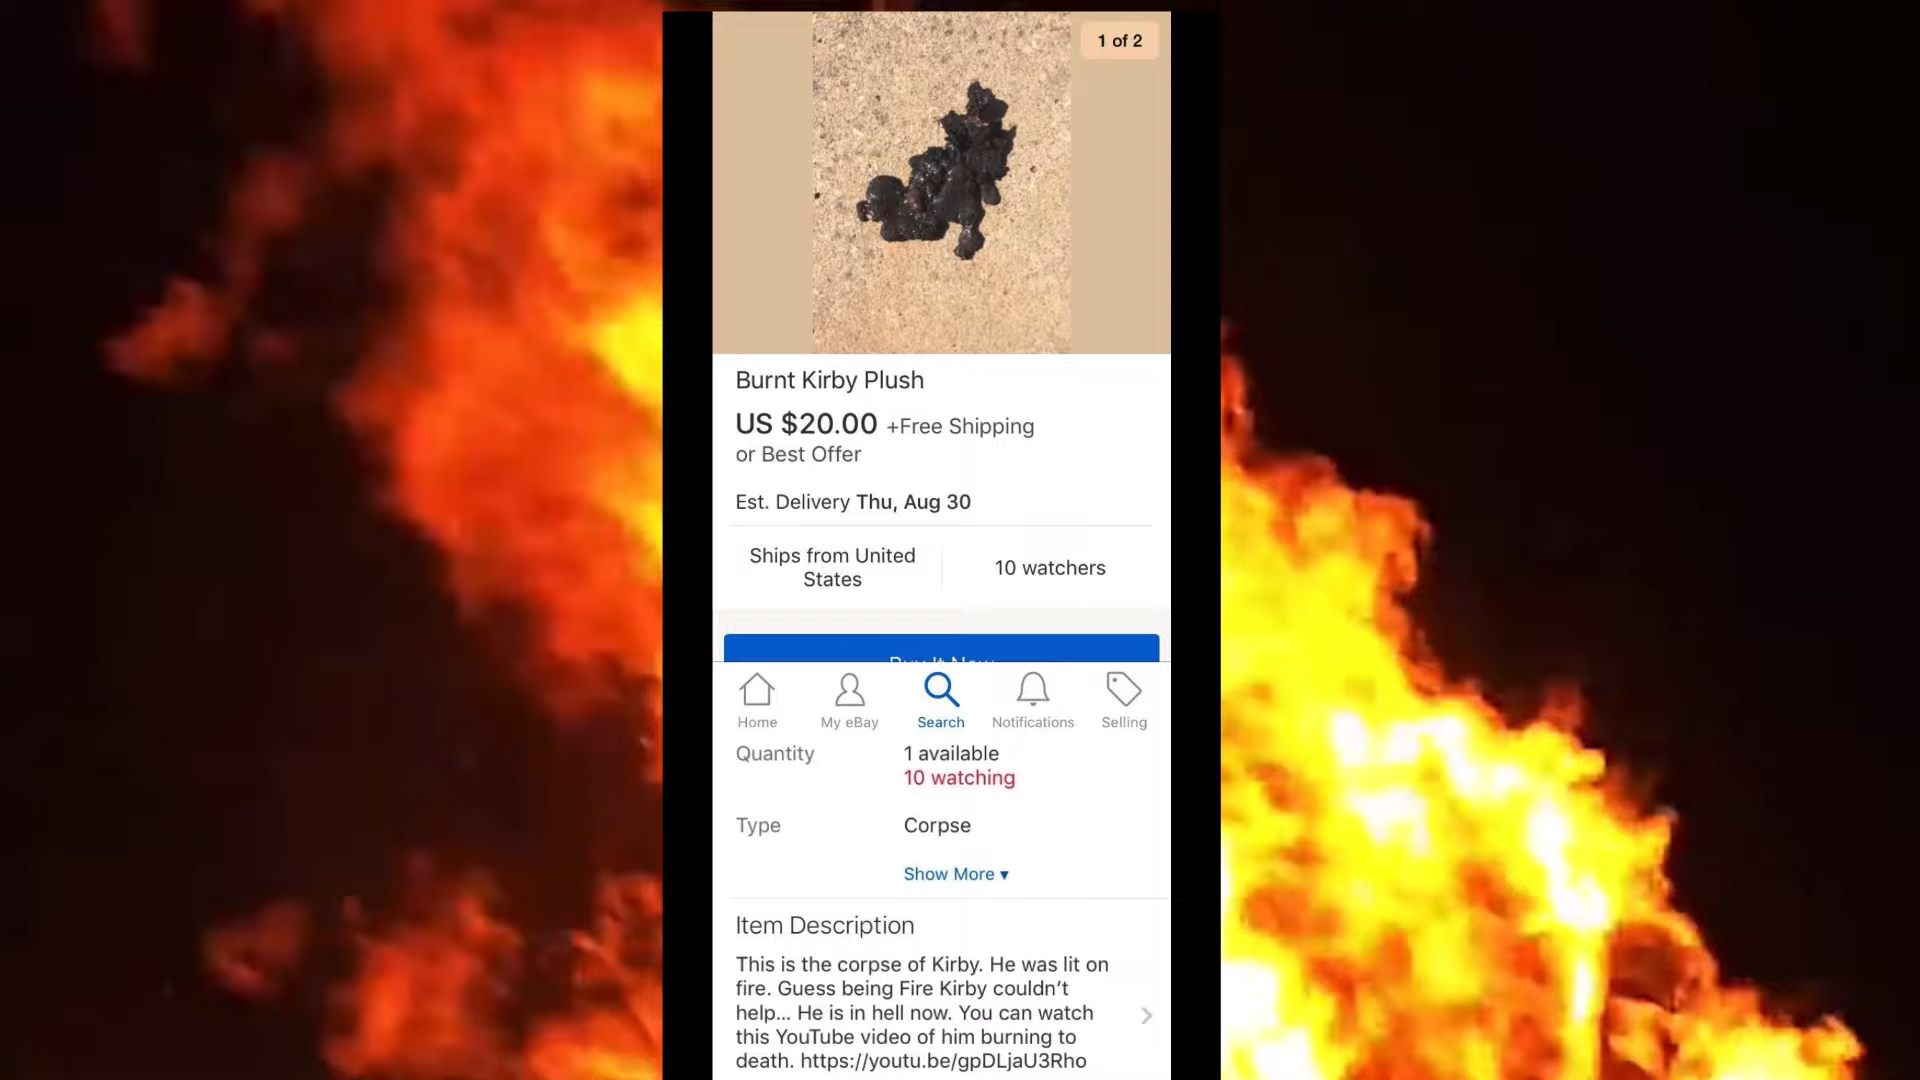 1 of 2
Burnt Kirby Plush
US $20.00 +Free Shipping
or Best Offer
Est. Delivery Thu, Aug 30
Ships from United
States
10 watchers
Buy It Now
Home
My eBay
Search
Notifications
Selling
Quantity
1 available
10 watching
Type
Corpse
Show More ▾
Item Description
This is the corpse of Kirby. He was lit on
fire. Guess being Fire Kirby couldn't
help... He is in hell now. You can watch
this YouTube video of him burning to
death. https://youtu.be/gpDLjaU3Rho